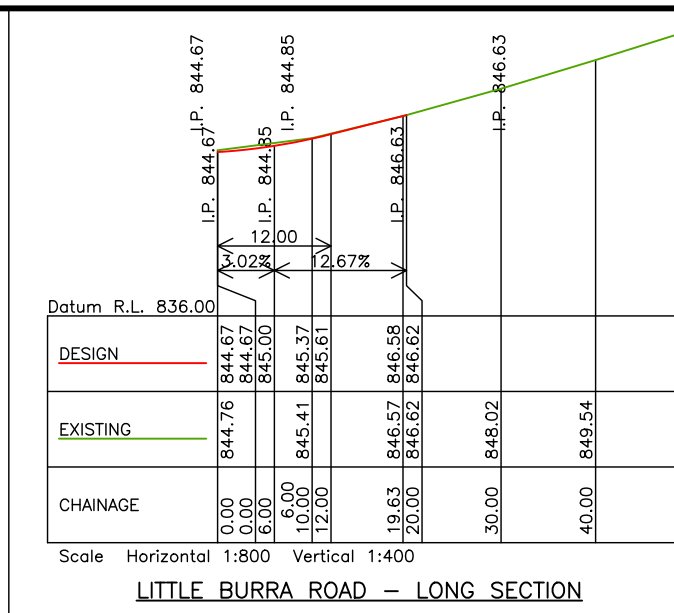 I.P. 844.67
I.P. 844.85
I.P. 846.63
I.P. 844.67
I.P. 844.85
I.P. 846.63
12.00
3.02%
12.67%
Datum R.L. 836.00
DESIGN
844.67
844.67
845.00
845.37
845.61
846.58
846.62
EXISTING
844.76
845.41
846.57
846.62
848.02
849.54
CHAINAGE
0.00
0.00
6.00
6.00
10.00
12.00
19.63
20.00
30.00
40.00
Scale Horizontal 1:800 Vertical 1:400
LITTLE BURRA ROAD – LONG SECTION